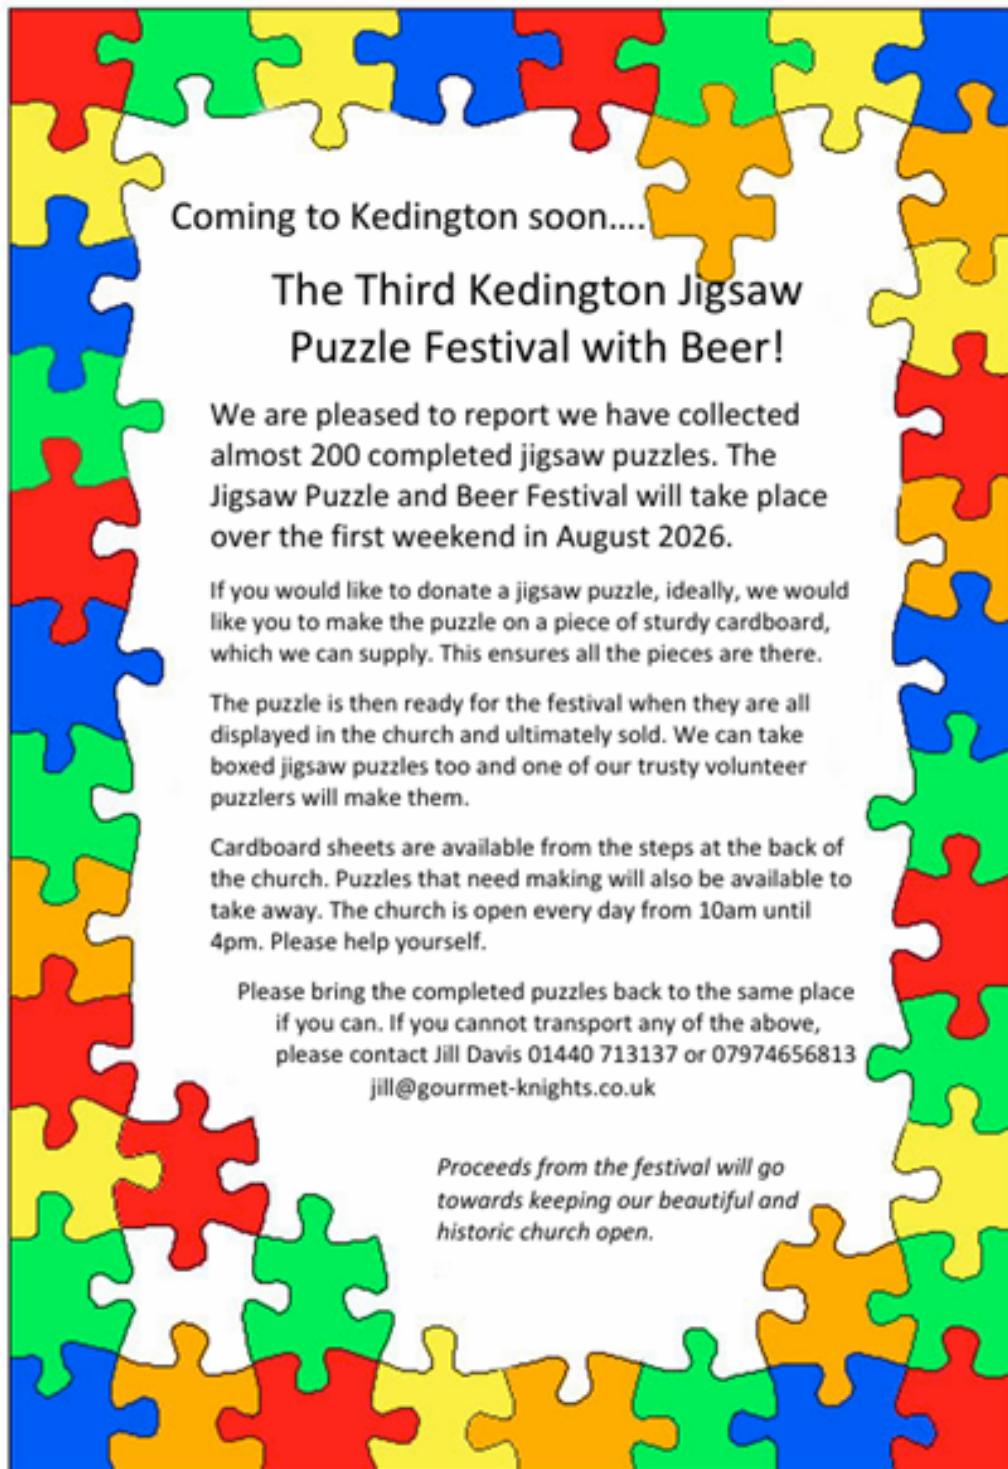 Coming to Kedington soon....
The Third Kedington Jigsaw
Puzzle Festival with Beer!
We are pleased to report we have collected
almost 200 completed jigsaw puzzles. The
Jigsaw Puzzle and Beer Festival will take place
over the first weekend in August 2026.
If you would like to donate a jigsaw puzzle, ideally, we would
like you to make the puzzle on a piece of sturdy cardboard,
which we can supply. This ensures all the pieces are there.
The puzzle is then ready for the festival when they are all
displayed in the church and ultimately sold. We can take
boxed jigsaw puzzles too and one of our trusty volunteer
puzzlers will make them.
Cardboard sheets are available from the steps at the back of
the church. Puzzles that need making will also be available to
take away. The church is open every day from 10am until
4pm. Please help yourself.
Please bring the completed puzzles back to the same place
if you can. If you cannot transport any of the above,
please contact Jill Davis 01440 713137 or 07974656813
jill@gourmet-knights.co.uk
Proceeds from the festival will go
towards keeping our beautiful and
historic church open.